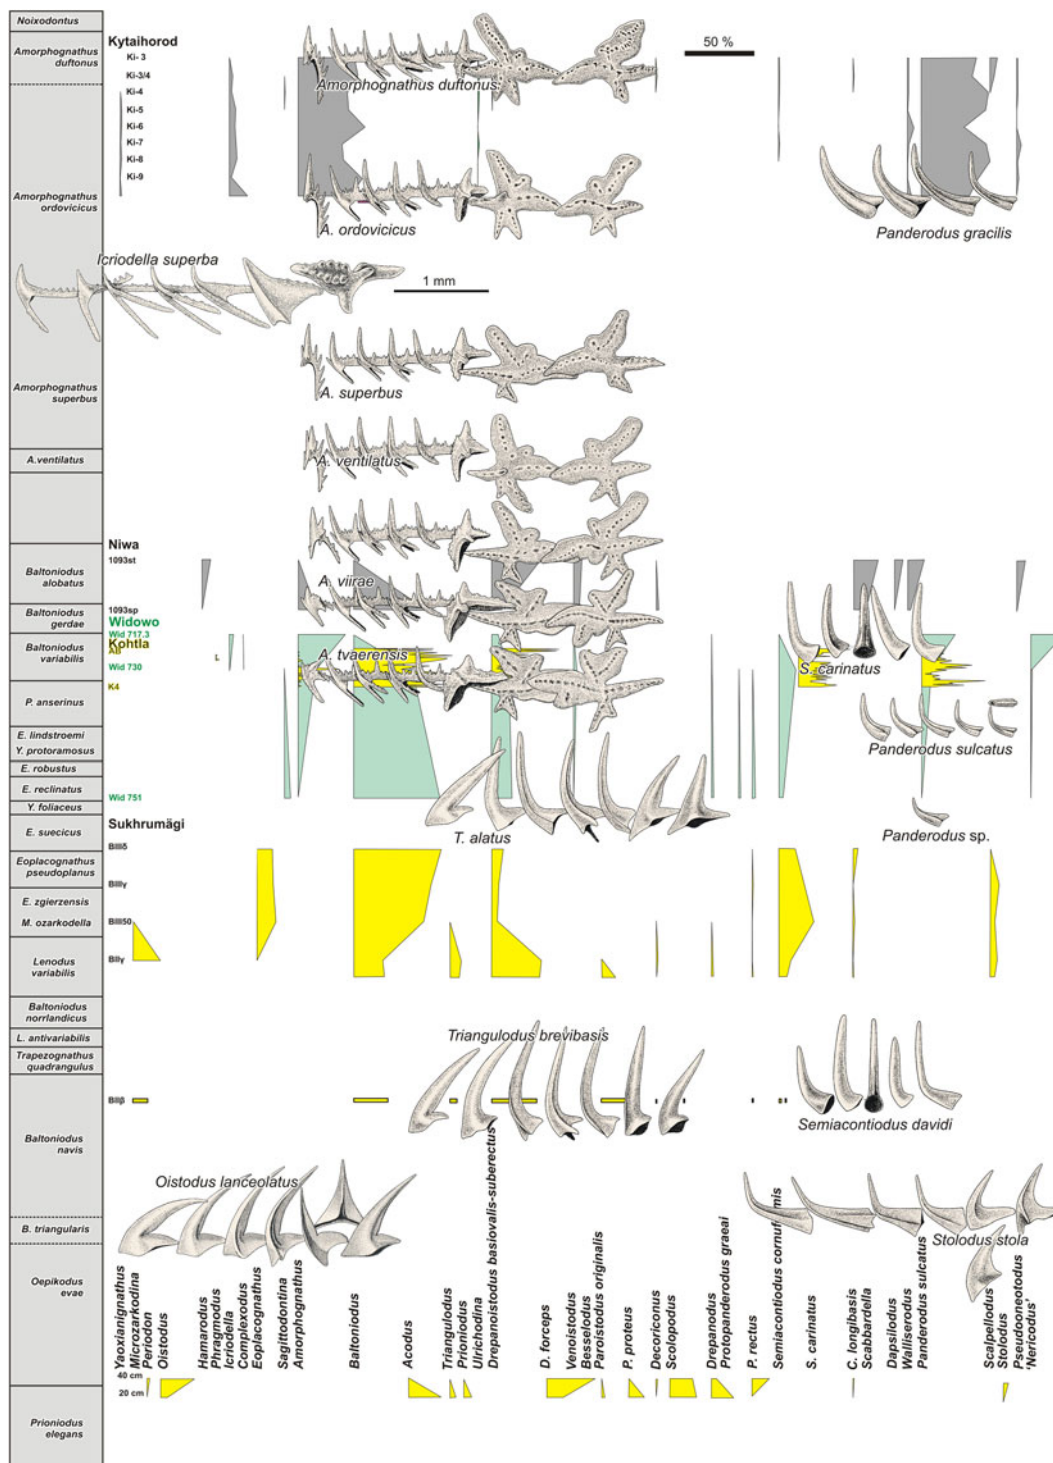 Noixodontus
Amorphognathus
duftonus
Amorphognathus
ordovicicus
Amorphognathus
superbus
A.ventilatus
Baltoniodus
alobatus
Baltoniodus
gerdae
Baltoniodus
variabilis
P. anserinus
E. lindstroemi
Y. protoramosus
E. robustus
E. reclinatus
Y. foliaceus
E. suecicus
Eoplacognathus
pseudoplanus
E. zgierzensis
M. ozarkodella
Lenodus
variabilis
Baltoniodus
norrlandicus
L. antivariabilis
Trapezognathus
quadrangulus
Baltoniodus
navis
B. triangularis
Oepikodus
evae
Prioniodus
elegans
Kytaihorod
Ki- 3
Ki-3/4
Ki-4
Ki-5
Ki-6
Ki-7
Ki-8
Ki-9
50 %
Amorphognathus duftonus
A. ordovicicus
Panderodus gracilis
Icriodella superba
1 mm
A. superbus
A. ventilatus
Niwa
1093st
A. viirae
1093sp
Widowo
Wid 717.3
Kohtla
AB
L
Wid 730
K4
A. tvaerensis
S. carinatus
Panderodus sulcatus
Wid 751
T. alatus
Panderodus sp.
Sukhrumägi
BIIIδ
BIIIγ
BIII50
BIIγ
Triangulodus brevibasis
BIIβ
Semiacontiodus davidi
Oistodus lanceolatus
Stolodus stola
Yaoxianignathus
Microzarkodina
Periodon
Oistodus
Hamarodus
Phragmodus
Icriodella
Complexodus
Eoplacognathus
Sagittodontina
Amorphognathus
Baltoniodus
Acodus
Triangulodus
Prioniodus
Ulrichodina
Drepanoistodus basiovalis-suberectus
D. forceps
Venoistodus
Besselodus
Paroistodus originalis
P. proteus
Decoriconus
Scolopodus
Drepanodus
Protopanderodus graeai
P. rectus
Semiacontiodus cornuformis
S. carinatus
C. longibasis
Scabbardella
Dapsilodus
Walliserodus
Panderodus sulcatus
Scalpellodus
Stolodus
Pseudooneotodus
'Nericodus'
40 cm
20 cm